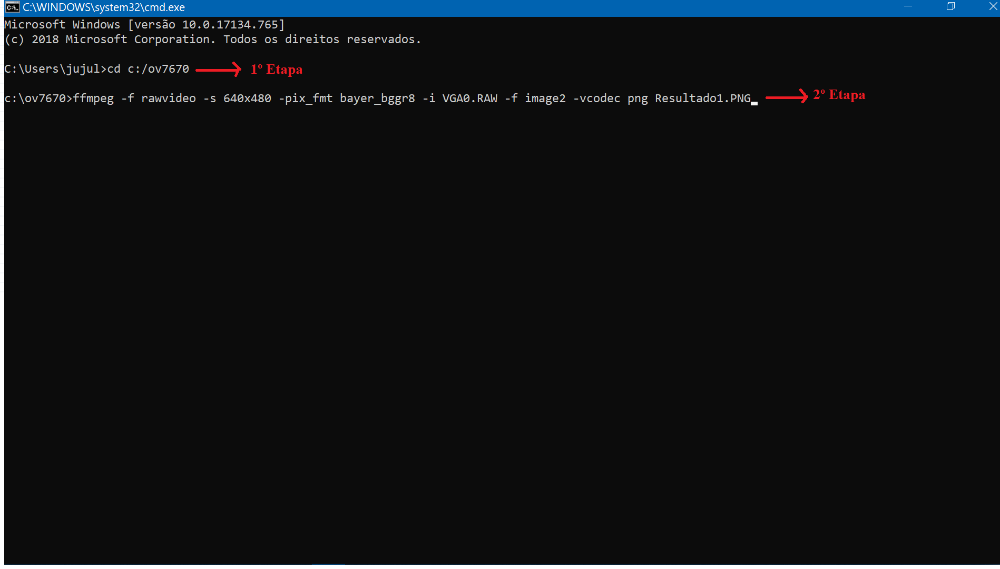 C:\WINDOWS\system32\cmd.exe
Microsoft Windows [versão 10.0.17134.765]
(c) 2018 Microsoft Corporation. Todos os direitos reservados.
C:\Users\jujul>cd c:/ov7670 1º Etapa
c:\ov7670>ffmpeg -f rawvideo -s 640x480 -pix_fmt bayer_bggr8 -i VGA0.RAW -f image2 -vcodec png Resultado1.PNG 2º Etapa